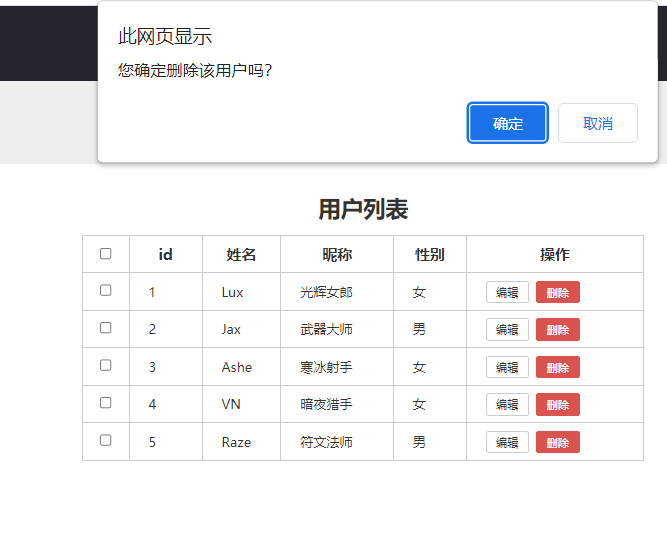 此网页显示
您确定删除该用户吗?
确定 取消
用户列表
id 姓名 昵称 性别 操作
1 Lux 光辉女郎 女 编辑 删除
2 Jax 武器大师 男 编辑 删除
3 Ashe 寒冰射手 女 编辑 删除
4 VN 暗夜猎手 女 编辑 删除
5 Raze 符文法师 男 编辑 删除